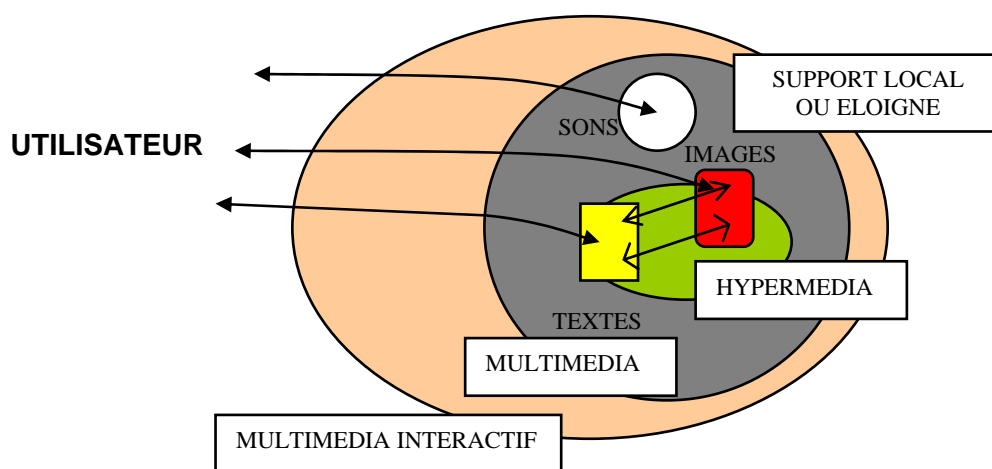 SUPPORT LOCAL
OU ELOIGNE
SONS
UTILISATEUR
IMAGES
HYPERMEDIA
TEXTES
MULTIMEDIA
MULTIMEDIA INTERACTIF